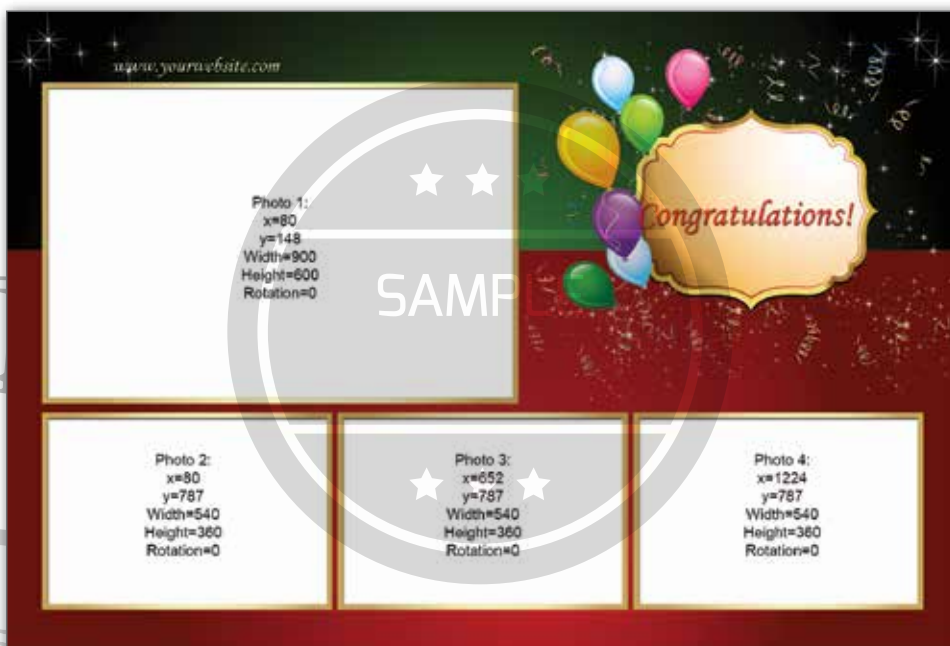 www.yourwebsite.com
Photo 1:
x=80
y=148
Width=900
Height=600
Rotation=0
Congratulations!
SAMPLE
Photo 2:
x=80
y=787
Width=540
Height=360
Rotation=0
Photo 3:
x=652
y=787
Width=540
Height=360
Rotation=0
Photo 4:
x=1224
y=787
Width=540
Height=360
Rotation=0